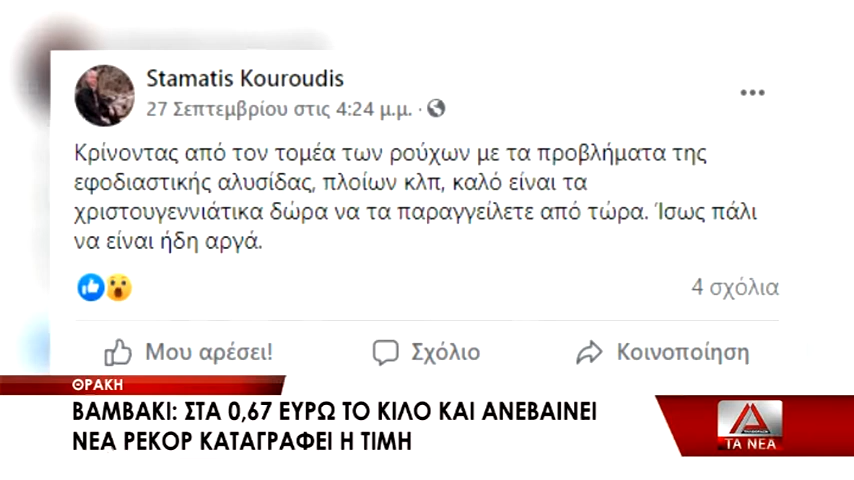 Stamatis Kouroudis
27 Σεπτεμβρίου στις 4:24 μ.μ. ·
Κρίνοντας από τον τομέα των ρούχων με τα προβλήματα της
εφοδιαστικής αλυσίδας, πλοίων κλπ, καλό είναι τα
χριστουγεννιάτικα δώρα να τα παραγγείλετε από τώρα. Ίσως πάλι
να είναι ήδη αργά.
4 σχόλια
Μου αρέσει! Σχόλιο Κοινοποίηση
ΘΡΑΚΗ
ΒΑΜΒΑΚΙ: ΣΤΑ 0,67 ΕΥΡΩ ΤΟ ΚΙΛΟ ΚΑΙ ΑΝΕΒΑΙΝΕΙ
ΝΕΑ ΡΕΚΟΡ ΚΑΤΑΓΡΑΦΕΙ Η ΤΙΜΗ
ΤΑ ΝΕΑ